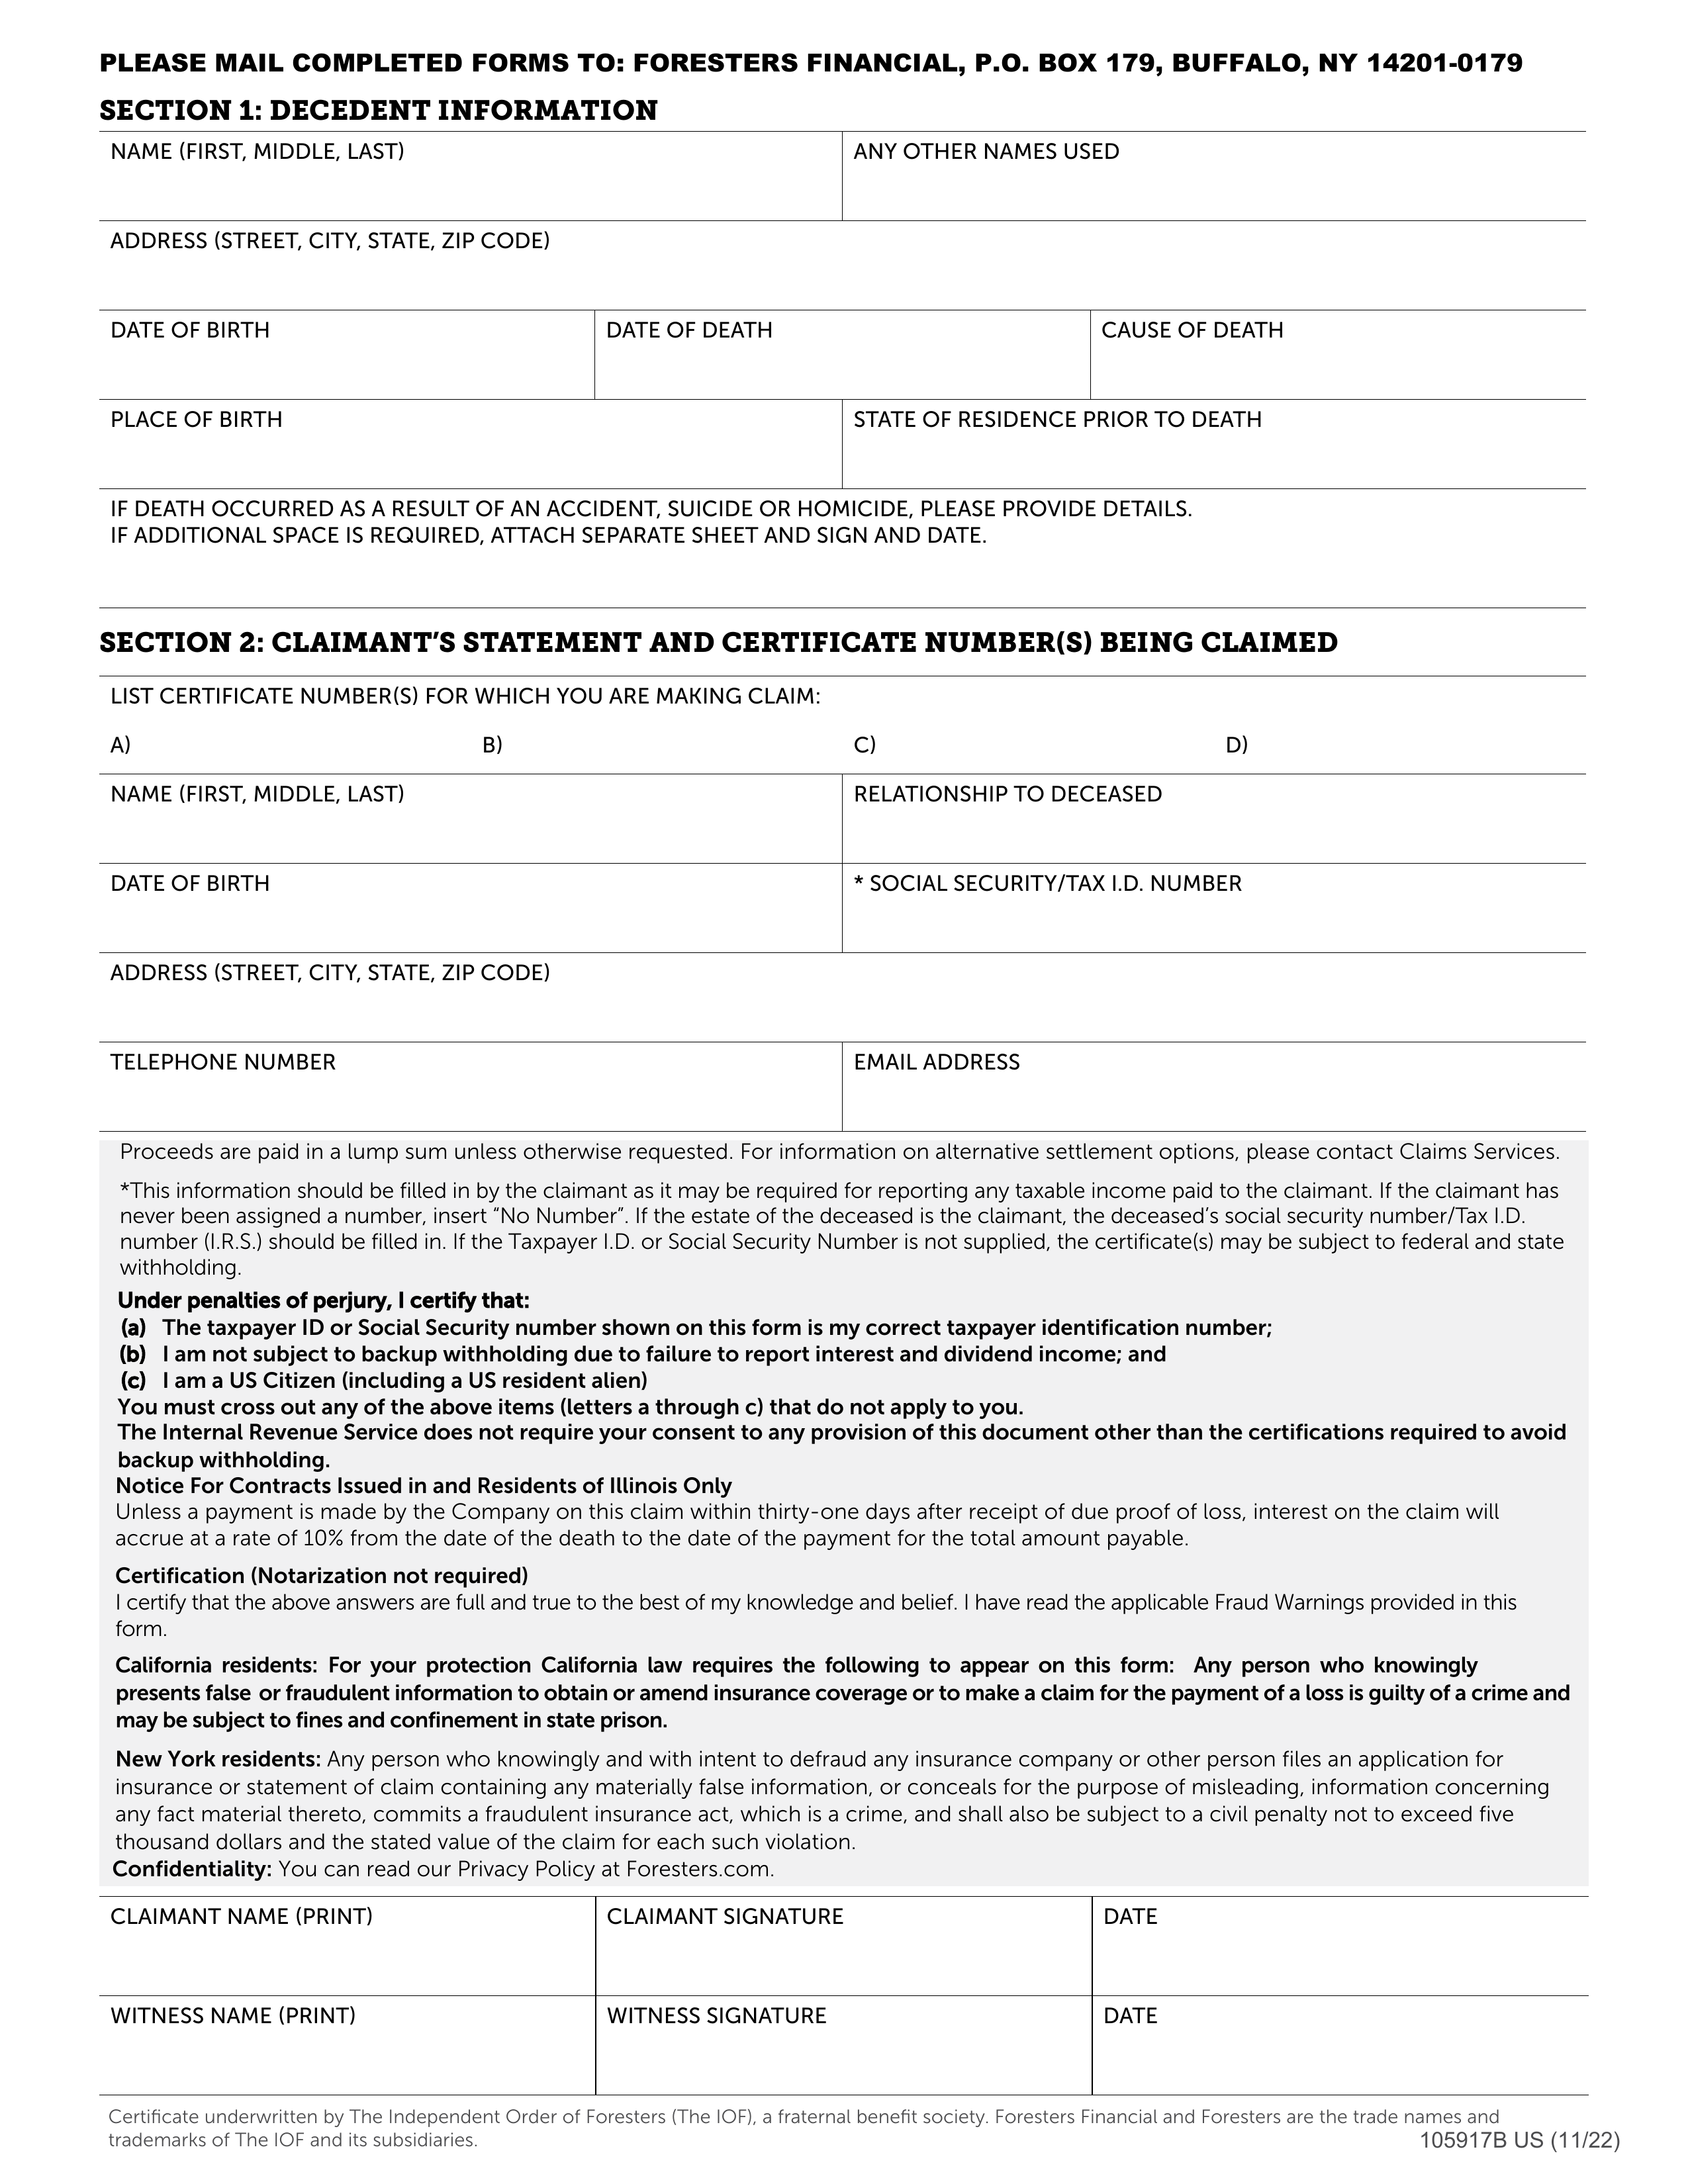 PLEASE MAIL COMPLETED FORMS TO: FORESTERS FINANCIAL, P.O. BOX 179, BUFFALO, NY 14201-0179
SECTION 1: DECEDENT INFORMATION
NAME (FIRST, MIDDLE, LAST)
ANY OTHER NAMES USED
ADDRESS (STREET, CITY, STATE, ZIP CODE)
DATE OF BIRTH
DATE OF DEATH
CAUSE OF DEATH
PLACE OF BIRTH
STATE OF RESIDENCE PRIOR TO DEATH
IF DEATH OCCURRED AS A RESULT OF AN ACCIDENT, SUICIDE OR HOMICIDE, PLEASE PROVIDE DETAILS.
IF ADDITIONAL SPACE IS REQUIRED, ATTACH SEPARATE SHEET AND SIGN AND DATE.
SECTION 2: CLAIMANT’S STATEMENT AND CERTIFICATE NUMBER(S) BEING CLAIMED
LIST CERTIFICATE NUMBER(S) FOR WHICH YOU ARE MAKING CLAIM:
A) B) C) D)
NAME (FIRST, MIDDLE, LAST)
RELATIONSHIP TO DECEASED
DATE OF BIRTH
* SOCIAL SECURITY/TAX I.D. NUMBER
ADDRESS (STREET, CITY, STATE, ZIP CODE)
TELEPHONE NUMBER
EMAIL ADDRESS
Proceeds are paid in a lump sum unless otherwise requested. For information on alternative settlement options, please contact Claims Services.
*This information should be filled in by the claimant as it may be required for reporting any taxable income paid to the claimant. If the claimant has
never been assigned a number, insert “No Number”. If the estate of the deceased is the claimant, the deceased’s social security number/Tax I.D.
number (I.R.S.) should be filled in. If the Taxpayer I.D. or Social Security Number is not supplied, the certificate(s) may be subject to federal and state
withholding.
Under penalties of perjury, I certify that:
(a) The taxpayer ID or Social Security number shown on this form is my correct taxpayer identification number;
(b) I am not subject to backup withholding due to failure to report interest and dividend income; and
(c) I am a US Citizen (including a US resident alien)
You must cross out any of the above items (letters a through c) that do not apply to you.
The Internal Revenue Service does not require your consent to any provision of this document other than the certifications required to avoid
backup withholding.
Notice For Contracts Issued in and Residents of Illinois Only
Unless a payment is made by the Company on this claim within thirty-one days after receipt of due proof of loss, interest on the claim will
accrue at a rate of 10% from the date of the death to the date of the payment for the total amount payable.
Certification (Notarization not required)
I certify that the above answers are full and true to the best of my knowledge and belief. I have read the applicable Fraud Warnings provided in this
form.
California residents: For your protection California law requires the following to appear on this form: Any person who knowingly
presents false or fraudulent information to obtain or amend insurance coverage or to make a claim for the payment of a loss is guilty of a crime and
may be subject to fines and confinement in state prison.
New York residents: Any person who knowingly and with intent to defraud any insurance company or other person files an application for
insurance or statement of claim containing any materially false information, or conceals for the purpose of misleading, information concerning
any fact material thereto, commits a fraudulent insurance act, which is a crime, and shall also be subject to a civil penalty not to exceed five
thousand dollars and the stated value of the claim for each such violation.
Confidentiality: You can read our Privacy Policy at Foresters.com.
CLAIMANT NAME (PRINT)
CLAIMANT SIGNATURE
DATE
WITNESS NAME (PRINT)
WITNESS SIGNATURE
DATE
Certificate underwritten by The Independent Order of Foresters (The IOF), a fraternal benefit society. Foresters Financial and Foresters are the trade names and
trademarks of The IOF and its subsidiaries.
105917B US (11/22)